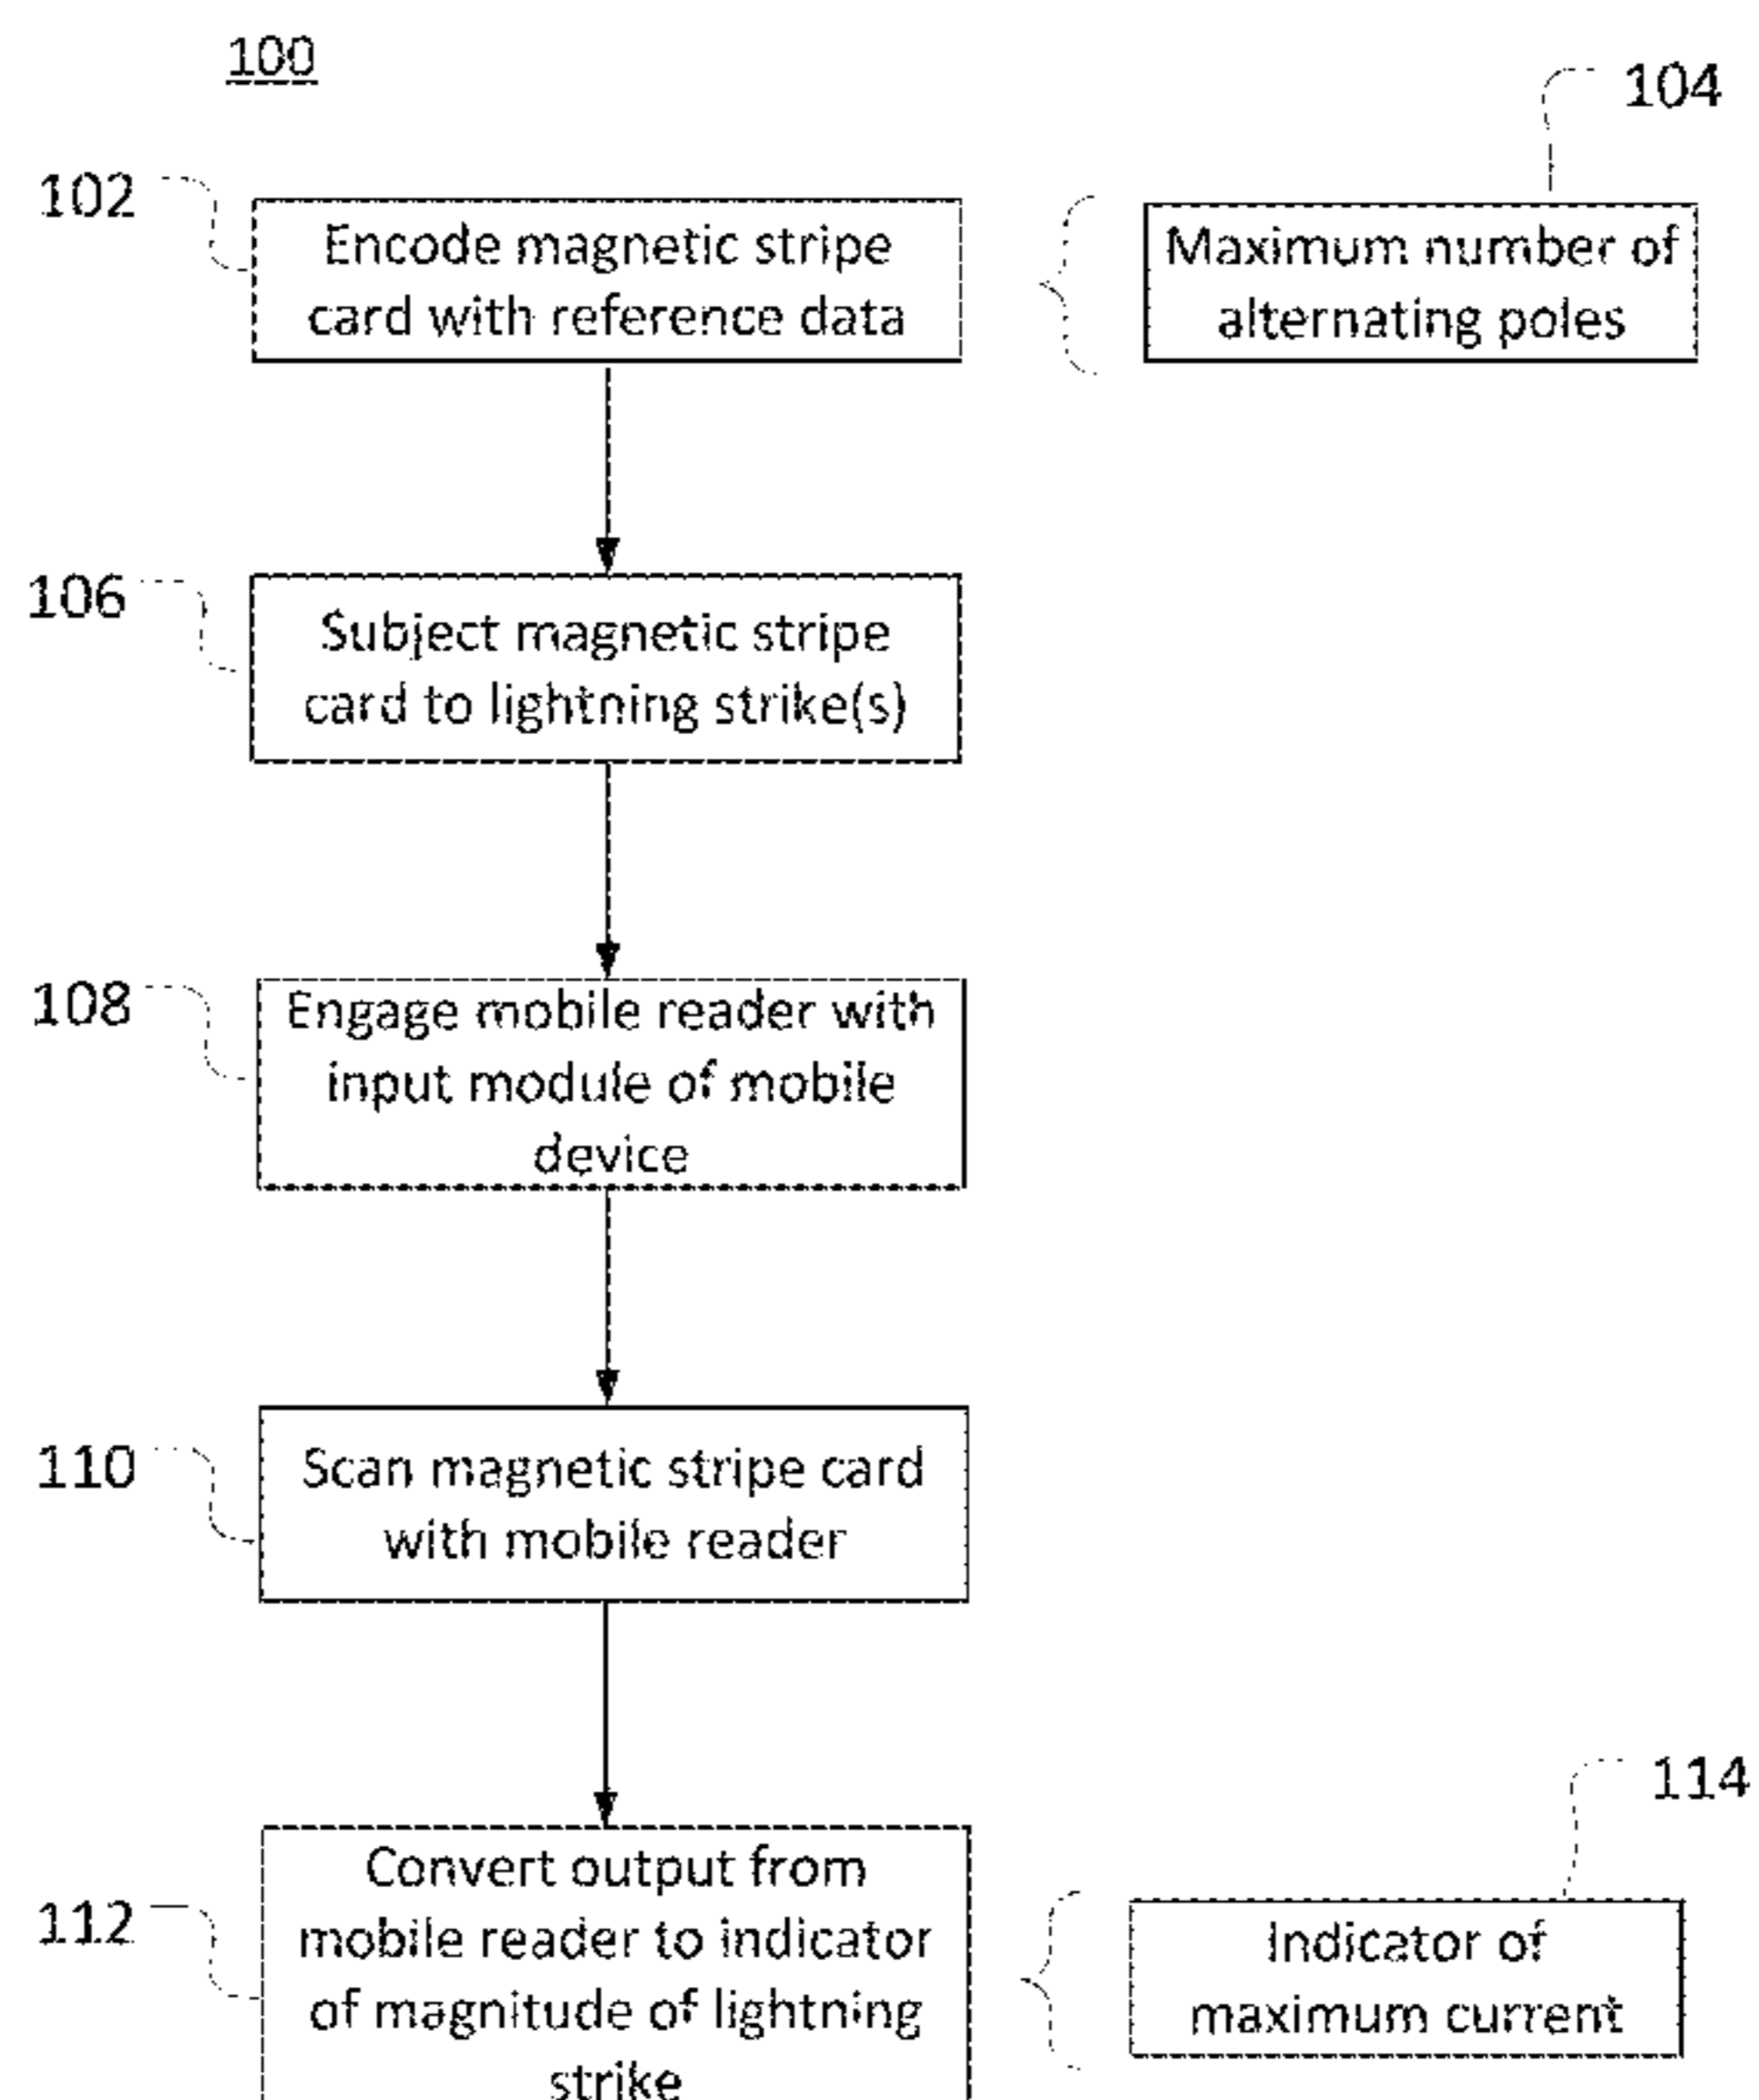 100
104
102
Encode magnetic stripe
card with reference data
Maximum number of
alternating poles
106
Subject magnetic stripe
card to lightning strike(s)
108
Engage mobile reader with
input module of mobile
device
110
Scan magnetic stripe card
with mobile reader
114
112
Convert output from
mobile reader to indicator
of magnitude of lightning
strike
Indicator of
maximum current